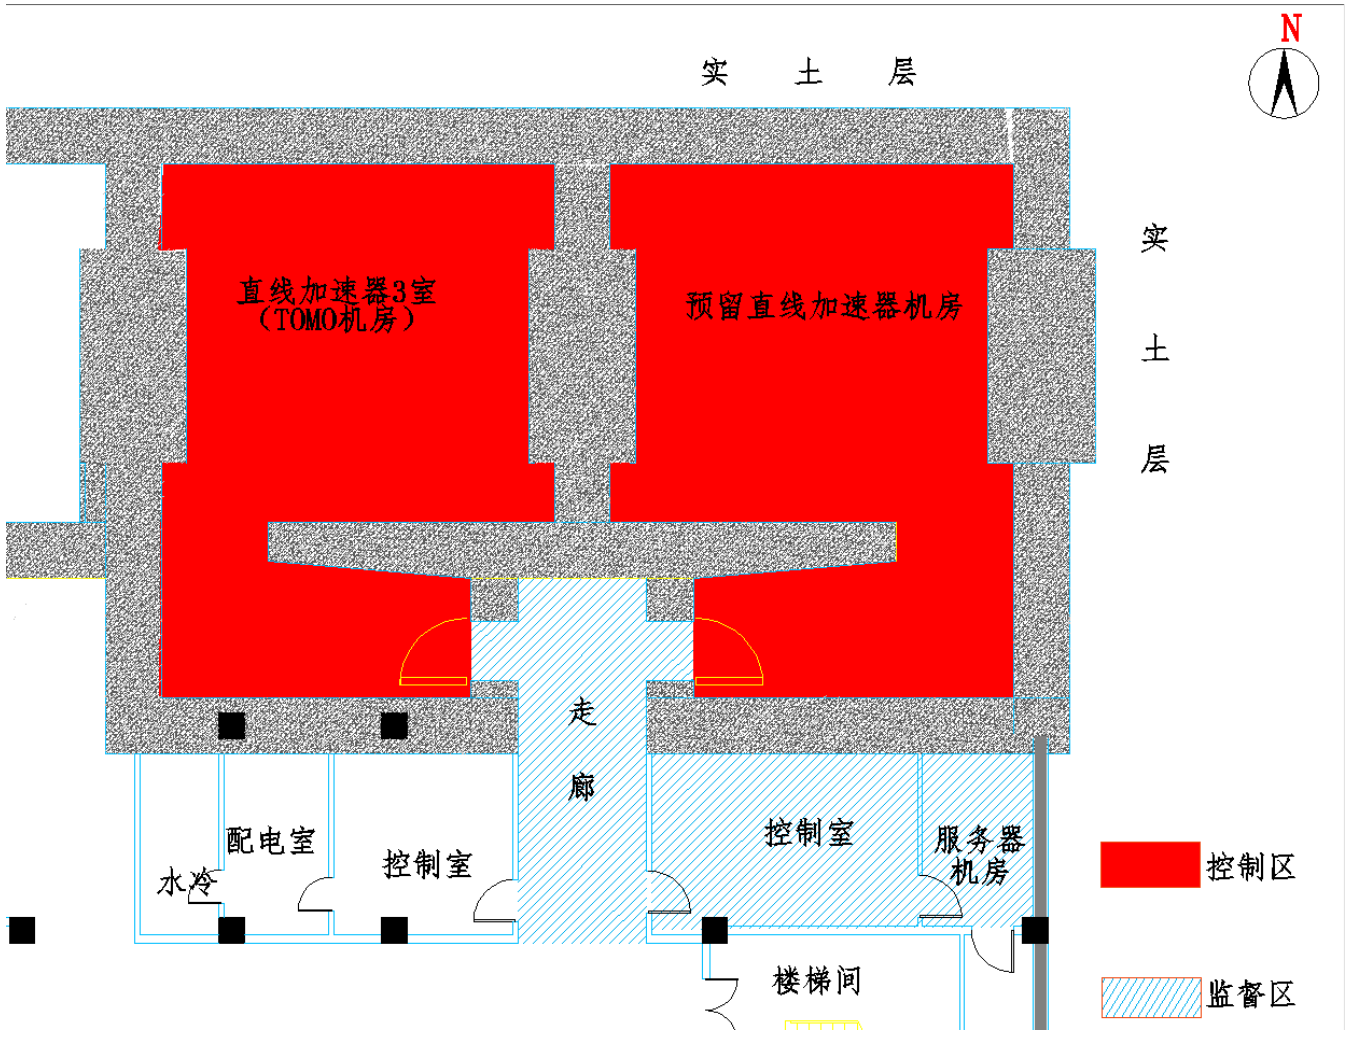 N
实 土 层
实
土
层
直线加速器3室
（TOMO机房）
预留直线加速器机房
走
廊
配电室
水冷
控制室
控制室
服务器
机房
控制区
楼梯间
监督区